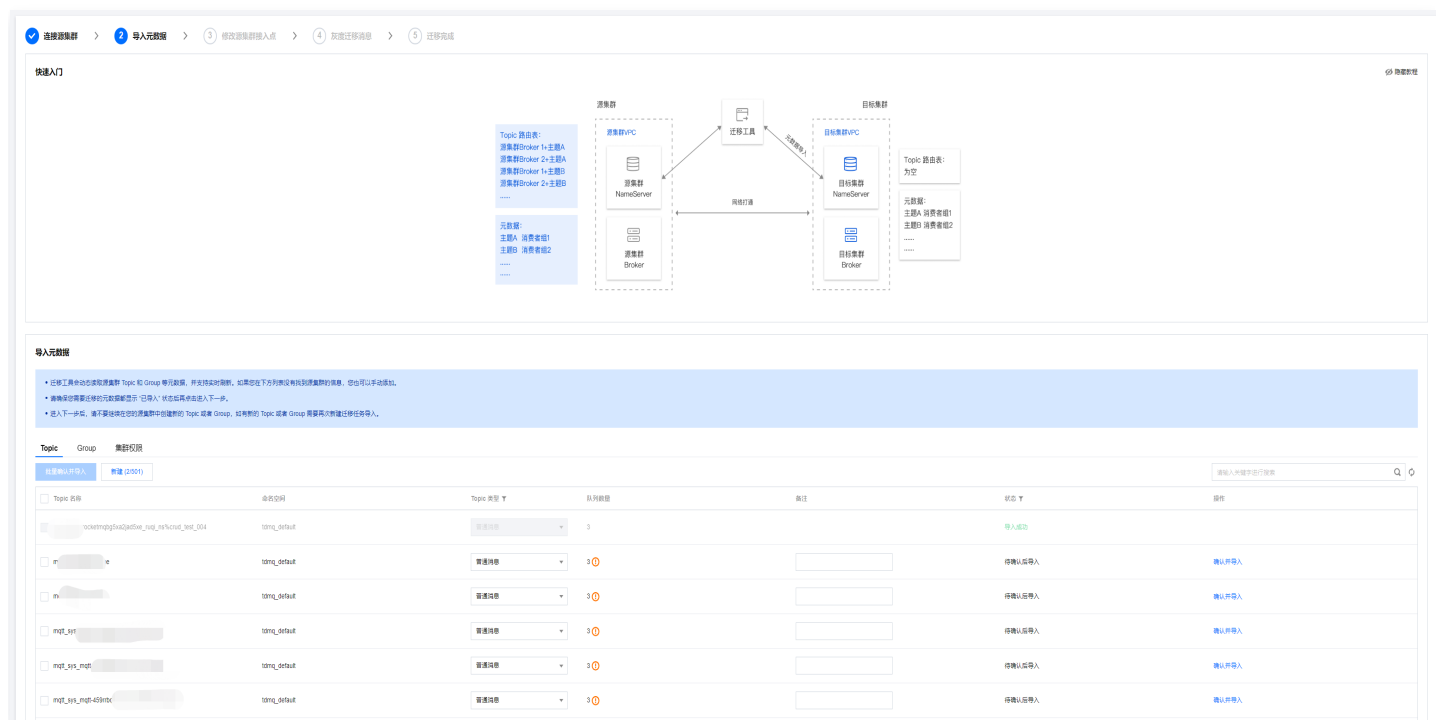 连接源集群 > 2 导入元数据 > 3 修改源集群接入点 > 4 灰度迁移消息 > 5 迁移完成
快速入门
隐藏教程
源集群
目标集群
迁移工具
元数据导入
Topic 路由表：
源集群Broker 1+主题A
源集群Broker 2+主题A
源集群Broker 1+主题B
源集群Broker 2+主题B
......
元数据：
主题A 消费者组1
主题B 消费者组2
......
......
源集群VPC
源集群
NameServer
源集群
Broker
网络打通
目标集群VPC
目标集群
NameServer
目标集群
Broker
Topic 路由表：
为空
元数据：
主题A 消费者组1
主题B 消费者组2
......
......
导入元数据
• 迁移工具会动态读取源集群 Topic 和 Group 等元数据，并支持实时刷新。如果您在下方列表没有找到源集群的信息，您也可以手动添加。
• 请确保您需要迁移的元数据都显示“已导入”状态后再点击进入下一步。
• 进入下一步后，请不要继续在您的源集群中创建新的 Topic 或者 Group，如有新的 Topic 或者 Group 需要再次新建迁移任务导入。
Topic Group 集群权限
批量确认并导入 新建 (2/501) 请输入关键字进行搜索
Topic 名称 命名空间 Topic 类型 队列数量 备注 状态 操作
tdmq_default 普通消息 3 导入成功
tdmq_default 普通消息 3 待确认后导入 确认并导入
tdmq_default 普通消息 3 待确认后导入 确认并导入
mqtt_sys tdmq_default 普通消息 3 待确认后导入 确认并导入
mqtt_sys_mqtt tdmq_default 普通消息 3 待确认后导入 确认并导入
mqtt_sys_mqtt-459rrb tdmq_default 普通消息 3 待确认后导入 确认并导入